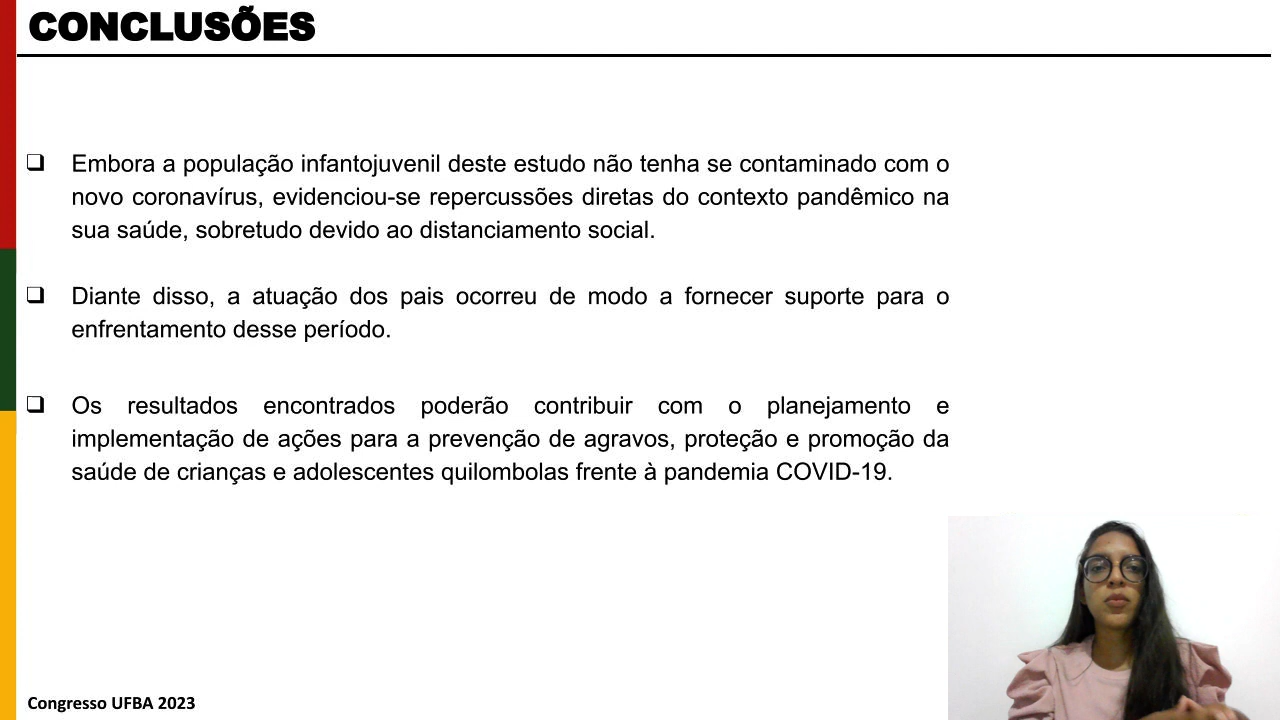 CONCLUSÕES
Embora a população infantojuvenil deste estudo não tenha se contaminado com o
novo coronavírus, evidenciou-se repercussões diretas do contexto pandêmico na
sua saúde, sobretudo devido ao distanciamento social.
Diante disso, a atuação dos pais ocorreu de modo a fornecer suporte para o
enfrentamento desse período.
Os resultados encontrados poderão contribuir com o planejamento e
implementação de ações para a prevenção de agravos, proteção e promoção da
saúde de crianças e adolescentes quilombolas frente à pandemia COVID-19.
Congresso UFBA 2023